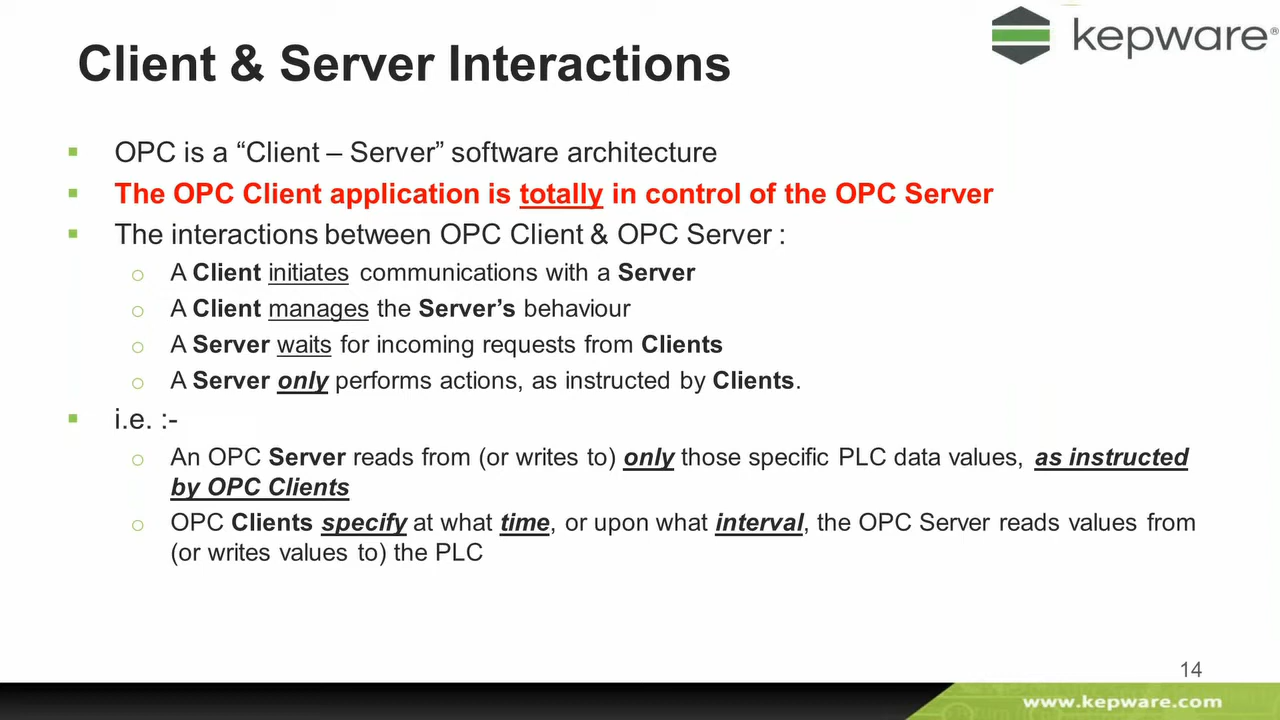 kepware®
Client & Server Interactions
▪ OPC is a “Client – Server” software architecture
▪ The OPC Client application is totally in control of the OPC Server
▪ The interactions between OPC Client & OPC Server :
o A Client initiates communications with a Server
o A Client manages the Server’s behaviour
o A Server waits for incoming requests from Clients
o A Server only performs actions, as instructed by Clients.
▪ i.e. :-
o An OPC Server reads from (or writes to) only those specific PLC data values, as instructed
by OPC Clients
o OPC Clients specify at what time, or upon what interval, the OPC Server reads values from
(or writes values to) the PLC
14
www.kepware.com